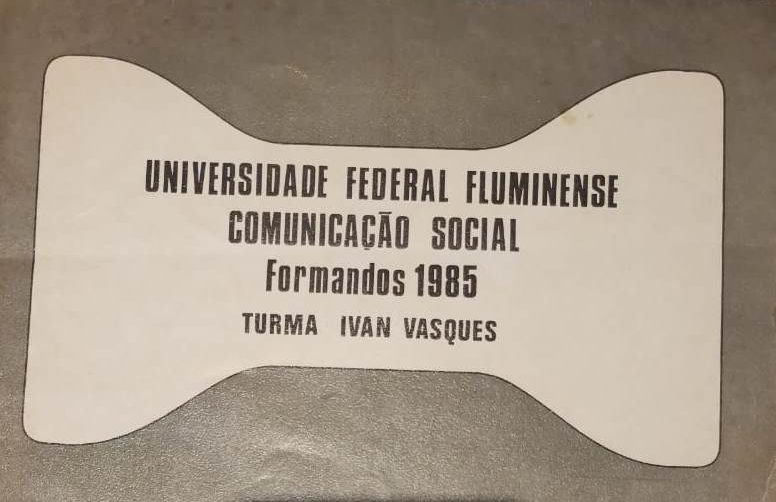 UNIVERSIDADE FEDERAL FLUMINENSE
COMUNICAÇÃO SOCIAL
Formandos 1985
TURMA IVAN VASQUES